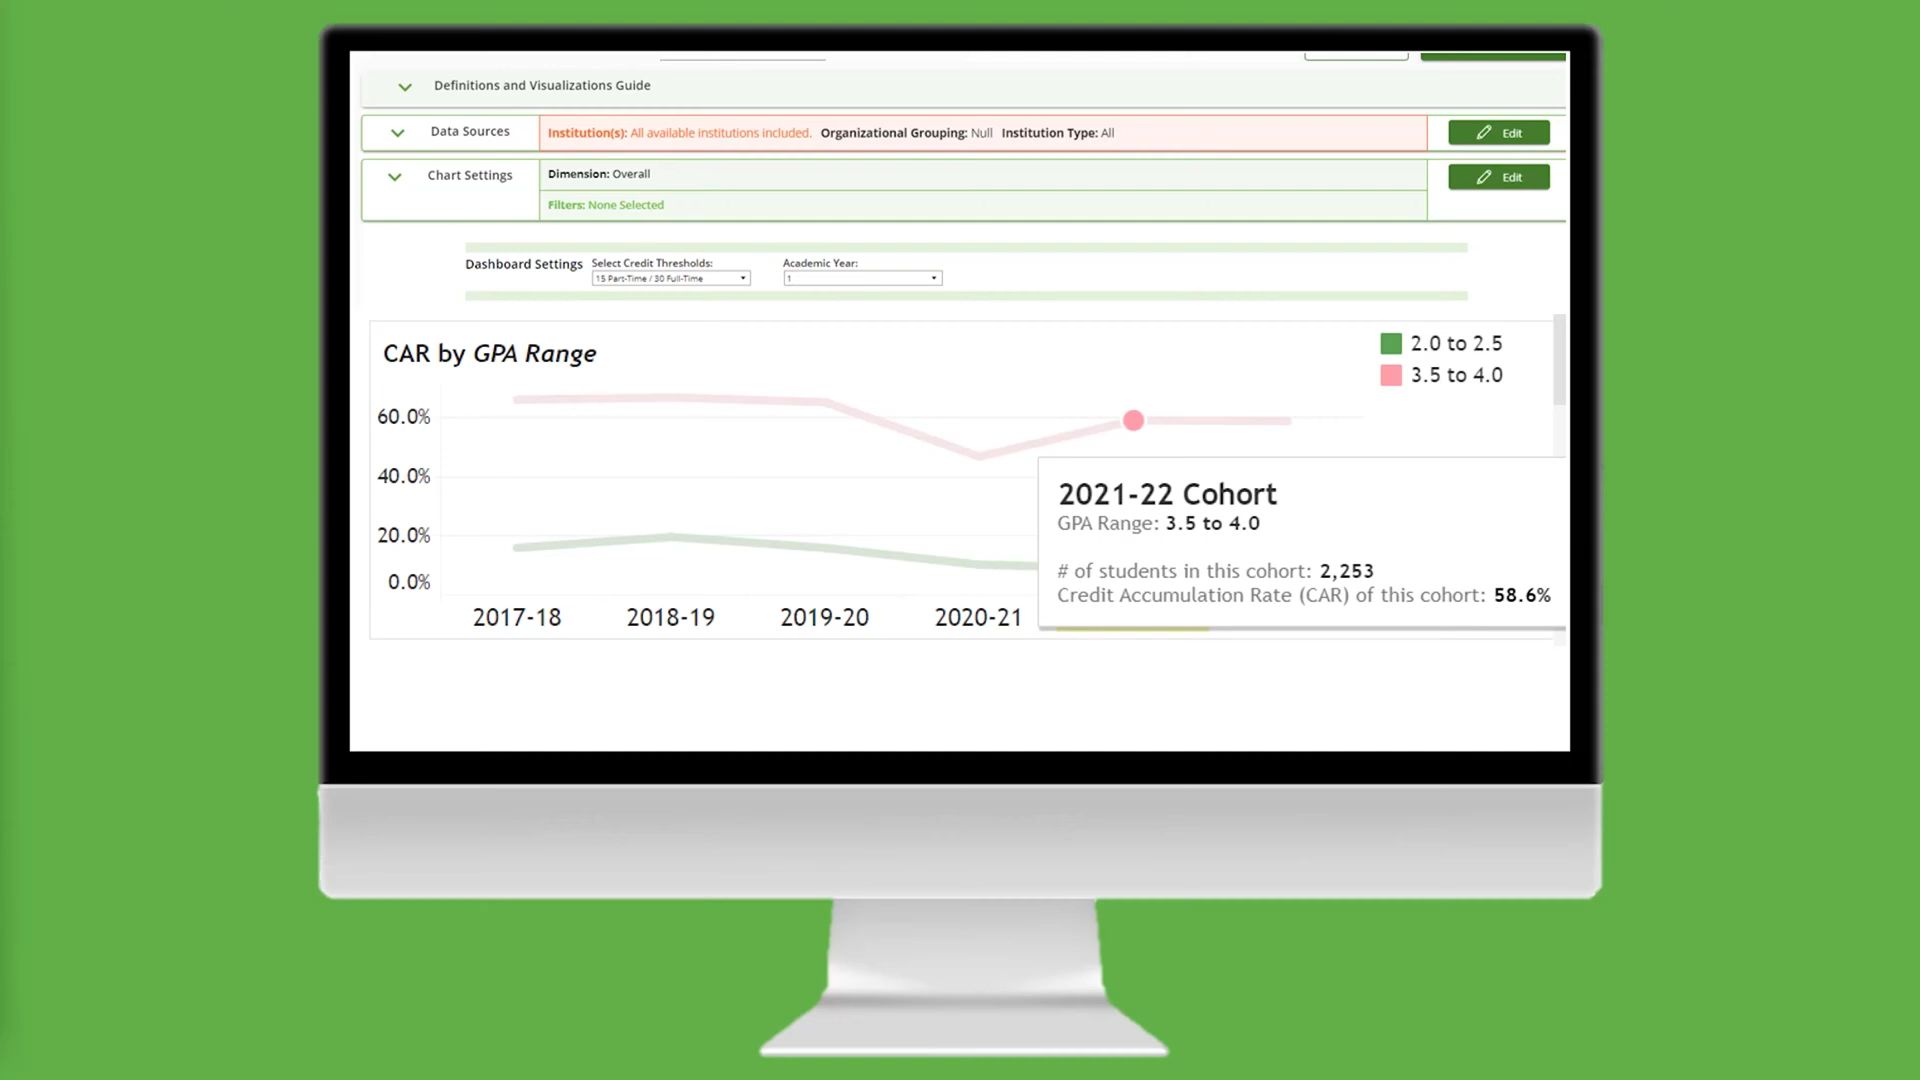 Definitions and Visualizations Guide
Data Sources
Institution(s): All available institutions included. Organizational Grouping: Null Institution Type: All
Edit
Chart Settings
Dimension: Overall
Edit
Filters: None Selected
Dashboard Settings
Select Credit Thresholds:
Academic Year:
15 Part-Time / 30 Full-Time
1
CAR by GPA Range
2.0 to 2.5
3.5 to 4.0
60.0%
40.0%
20.0%
0.0%
2017-18
2018-19
2019-20
2020-21
2021-22 Cohort
GPA Range: 3.5 to 4.0
# of students in this cohort: 2,253
Credit Accumulation Rate (CAR) of this cohort: 58.6%